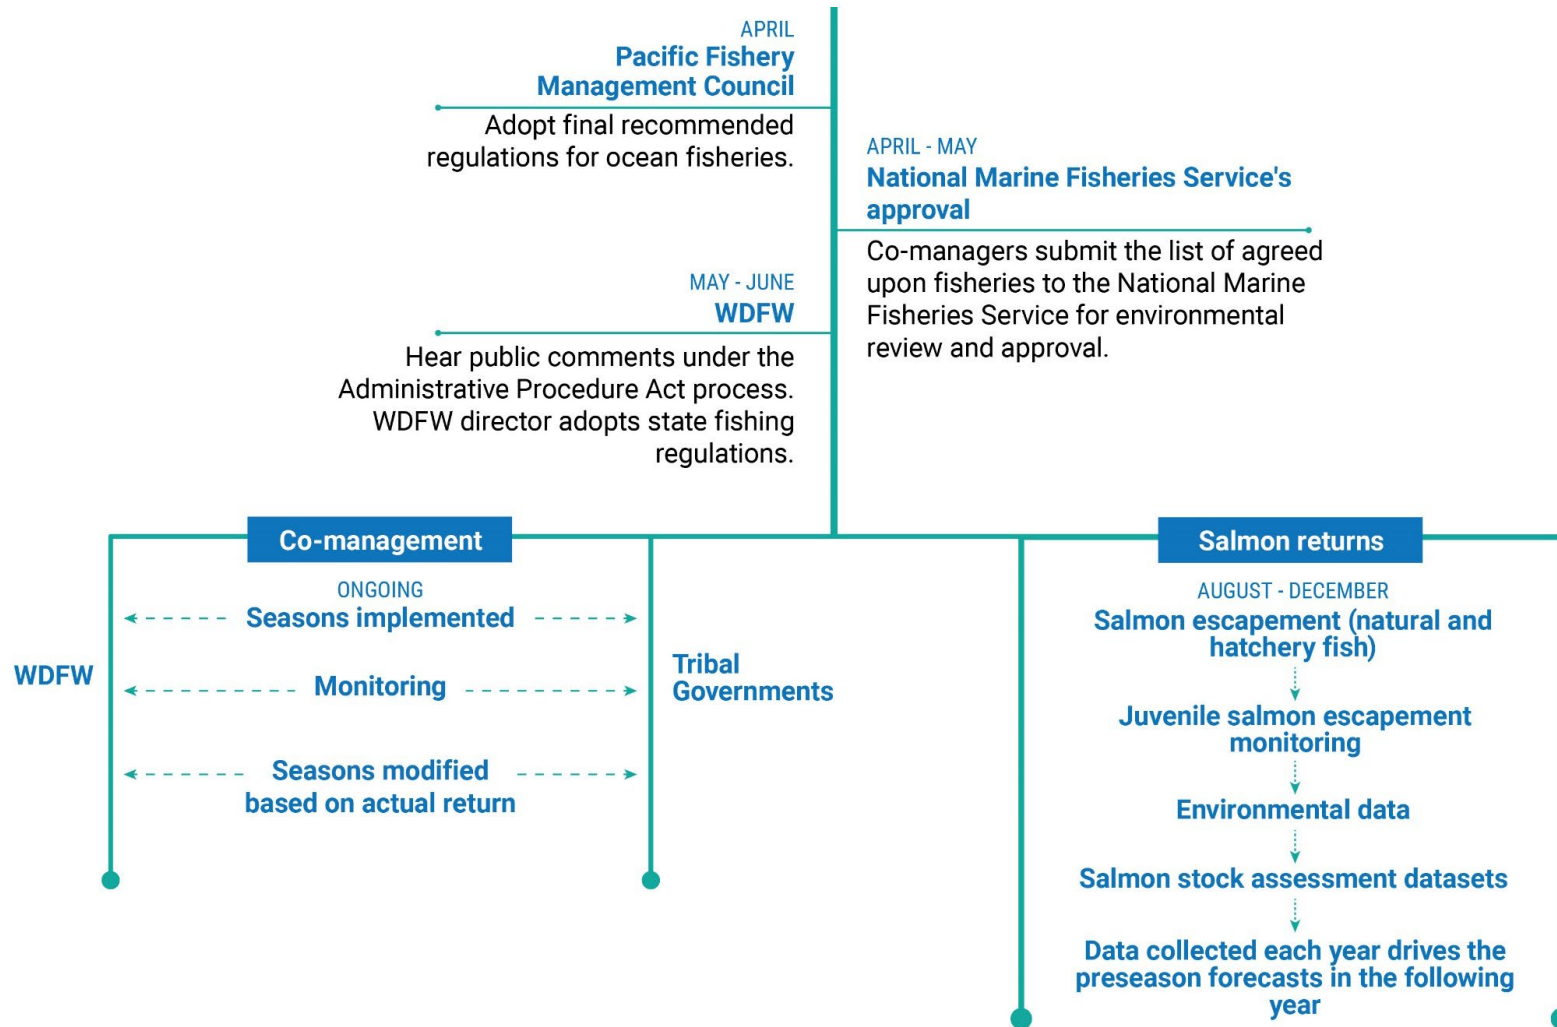 APRIL
Pacific Fishery
Management Council
Adopt final recommended
regulations for ocean fisheries.
APRIL - MAY
National Marine Fisheries Service's
approval
Co-managers submit the list of agreed
upon fisheries to the National Marine
Fisheries Service for environmental
review and approval.
MAY - JUNE
WDFW
Hear public comments under the
Administrative Procedure Act process.
WDFW director adopts state fishing
regulations.
Co-management
ONGOING
Seasons implemented
WDFW
Monitoring
Tribal
Governments
Seasons modified
based on actual return
Salmon returns
AUGUST - DECEMBER
Salmon escapement (natural and
hatchery fish)
Juvenile salmon escapement
monitoring
Environmental data
Salmon stock assessment datasets
Data collected each year drives the
preseason forecasts in the following
year